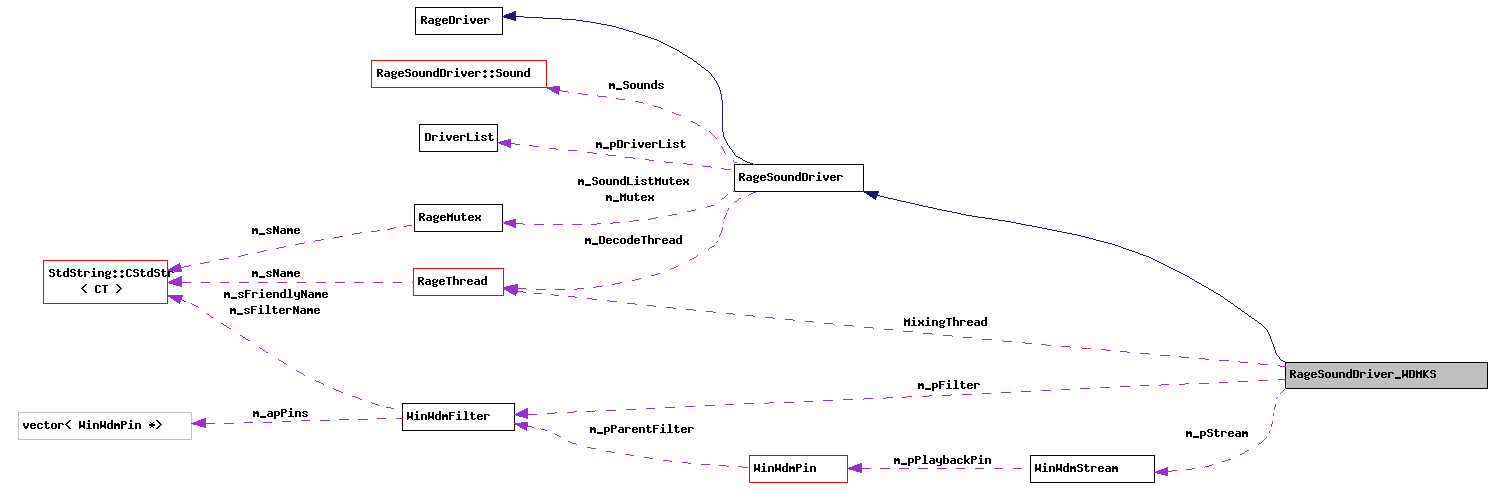 RageDriver
RageSoundDriver::Sound
m_Sounds
DriverList
m_pDriverList
RageSoundDriver
m_SoundListMutex
m_Mutex
RageMutex
m_sName
m_DecodeThread
StdString::CStdStr
< CT >
m_sName
RageThread
m_sFriendlyName
m_sFilterName
MixingThread
RageSoundDriver_WDMKS
m_pFilter
vector< WinWdmPin *>
m_apPins
WinWdmFilter
m_pParentFilter
m_pStream
WinWdmPin
m_pPlaybackPin
WinWdmStream